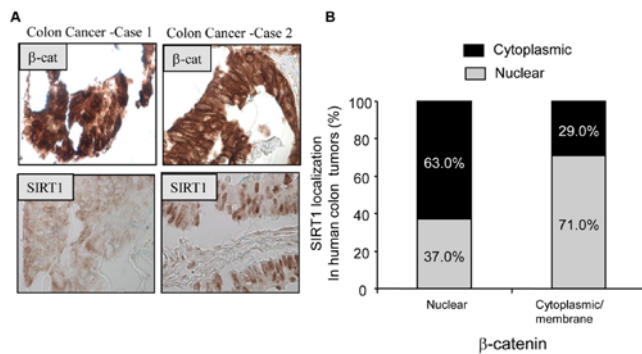 A
Colon Cancer -Case 1
Colon Cancer -Case 2
β-cat
β-cat
SIRT1
SIRT1
B
Cytoplasmic
Nuclear
SIRT1 localization
In human colon tumors (%)
100
80
60
40
20
0
63.0%
37.0%
29.0%
71.0%
Nuclear
Cytoplasmic/
membrane
β-catenin